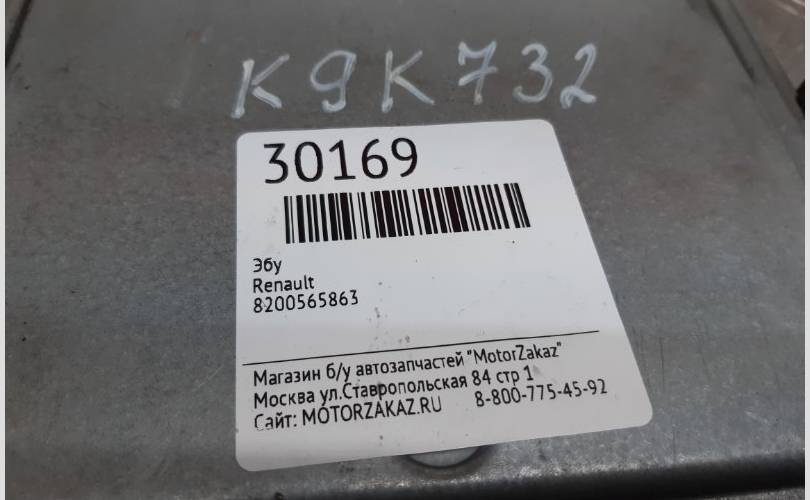 K9K732
30169
Эбу
Renault
8200565863
Магазин б/у автозапчастей "MotorZakaz"
Москва ул.Ставропольская 84 стр 1
Сайт: MOTORZAKAZ.RU 8-800-775-45-92